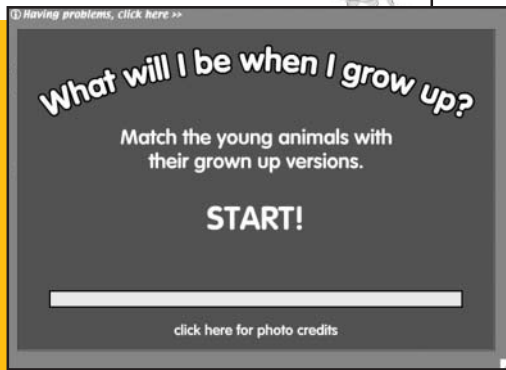 ⓘ Having problems, click here >>
What will I be when I grow up?
Match the young animals with
their grown up versions.
START!
click here for photo credits